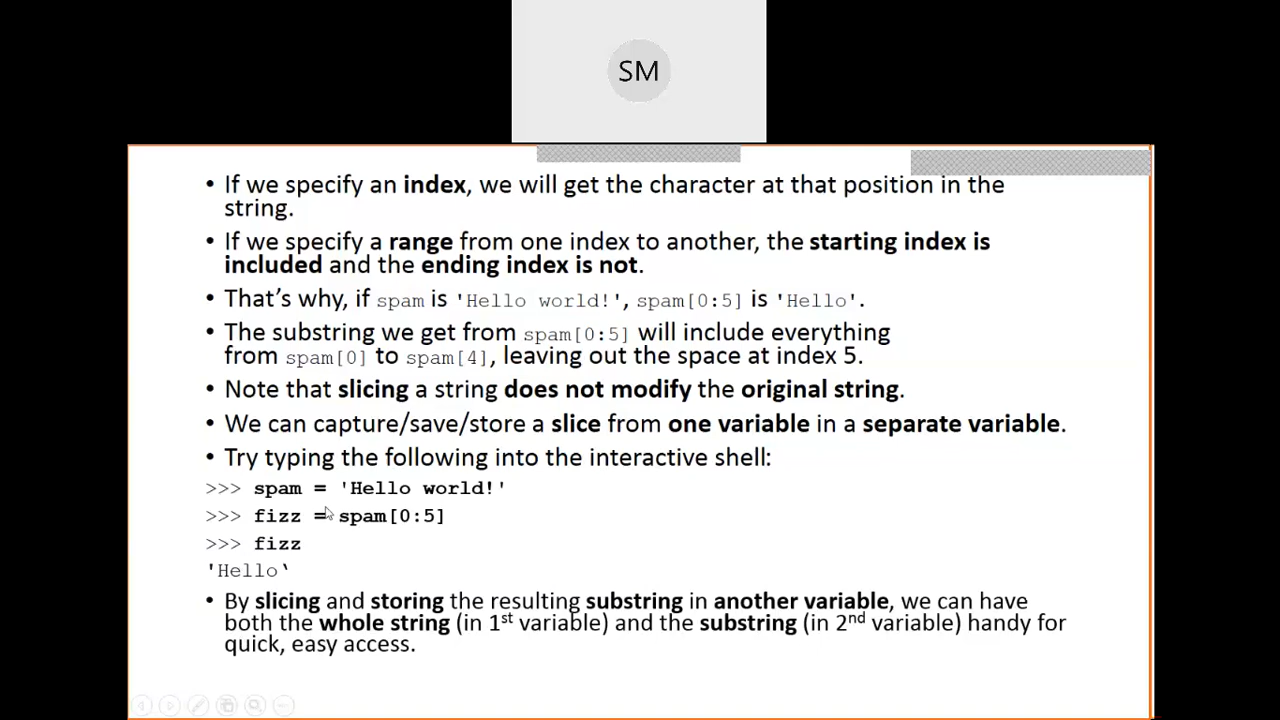 SM
• If we specify an index, we will get the character at that position in the
string.
• If we specify a range from one index to another, the starting index is
included and the ending index is not.
• That’s why, if spam is 'Hello world!', spam[0:5] is 'Hello'.
• The substring we get from spam[0:5] will include everything
from spam[0] to spam[4], leaving out the space at index 5.
• Note that slicing a string does not modify the original string.
• We can capture/save/store a slice from one variable in a separate variable.
• Try typing the following into the interactive shell:
>>> spam = 'Hello world!'
>>> fizz = spam[0:5]
>>> fizz
'Hello‘
• By slicing and storing the resulting substring in another variable, we can have
both the whole string (in 1st variable) and the substring (in 2nd variable) handy for
quick, easy access.